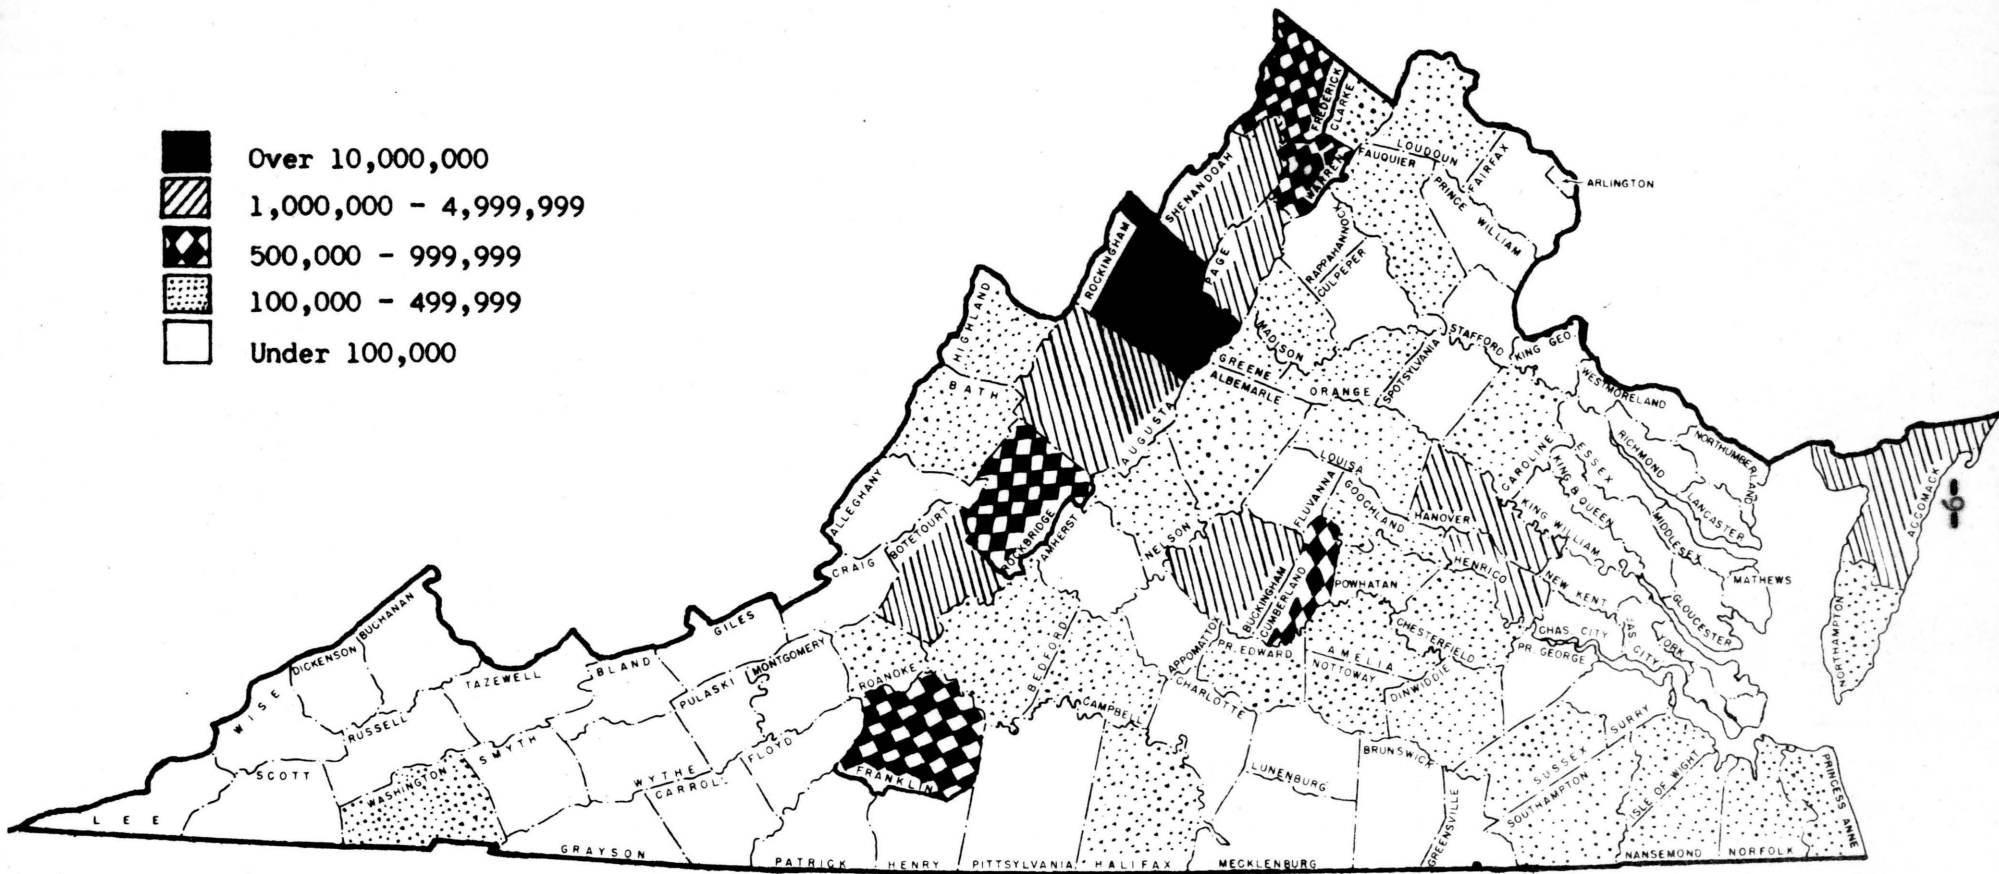 Over 10,000,000
1,000,000 - 4,999,999
500,000 - 999,999
100,000 - 499,999
Under 100,000
FREDERICK
CLARKE
LOUDOUN
FAUQUIER
FAIRFAX
ARLINGTON
WARREN
SHENANDOAH
PRINCE WILLIAM
RAPPAHANNOCK
CULPEPER
PAGE
ROCKINGHAM
HIGHLAND
MADISON
STAFFORD
KING GEO.
GREENE
ALBEMARLE
ORANGE
SPOTSYLVANIA
WESTMORELAND
BATH
AUGUSTA
RICHMOND
NORTHUMBERLAND
ESSEX
CAROLINE
LOUISA
ALLEGHANY
FLUVANNA
GOOCHLAND
HANOVER
KING & QUEEN
KING WILLIAM
LANCASTER
MIDDLESEX
ACCOMACK
-9-
BOTETOURT
ROCKBRIDGE
AMHERST
NELSON
CRAIG
BUCKINGHAM
CUMBERLAND
POWHATAN
HENRICO
NEW KENT
MATHEWS
GLOUCESTER
NORTHAMPTON
BUCHANAN
DICKENSON
GILES
BLAND
TAZEWELL
WISE
RUSSELL
PULASKI
MONTGOMERY
ROANOKE
BEDFORD
APPOMATTOX
PR. EDWARD
AMELIA
NOTTOWAY
CHESTERFIELD
DINWIDDIE
CHAS CITY
PR GEORGE
JAS CITY
YORK
CAMPBELL
CHARLOTTE
SCOTT
WASHINGTON
SMYTH
WYTHE
CARROLL
FLOYD
FRANKLIN
LUNENBURG
BRUNSWICK
SURRY
SUSSEX
SOUTHAMPTON
ISLE OF WIGHT
PRINCESS ANNE
LEE
GRAYSON
PATRICK
HENRY
PITTSYLVANIA
HALIFAX
MECKLENBURG
GREENSVILLE
NANSEMOND
NORFOLK